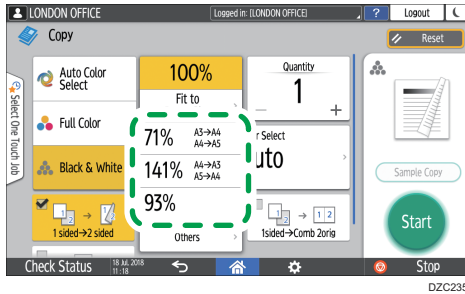 LONDON OFFICE
Logged in: [LONDON OFFICE]
?
Logout
Copy
Reset
Select One Touch Job
Auto Color
Select
Full Color
Black & White
100%
Fit to
71% A3→A4
A4→A5
141% A4→A3
A5→A4
93%
Others
Quantity
1
− +
r Select
uto
1 sided→2 sided
1sided→Comb 2orig
Sample Copy
Start
Check Status
18 Jul, 2018
11 : 18
Stop
DZC235